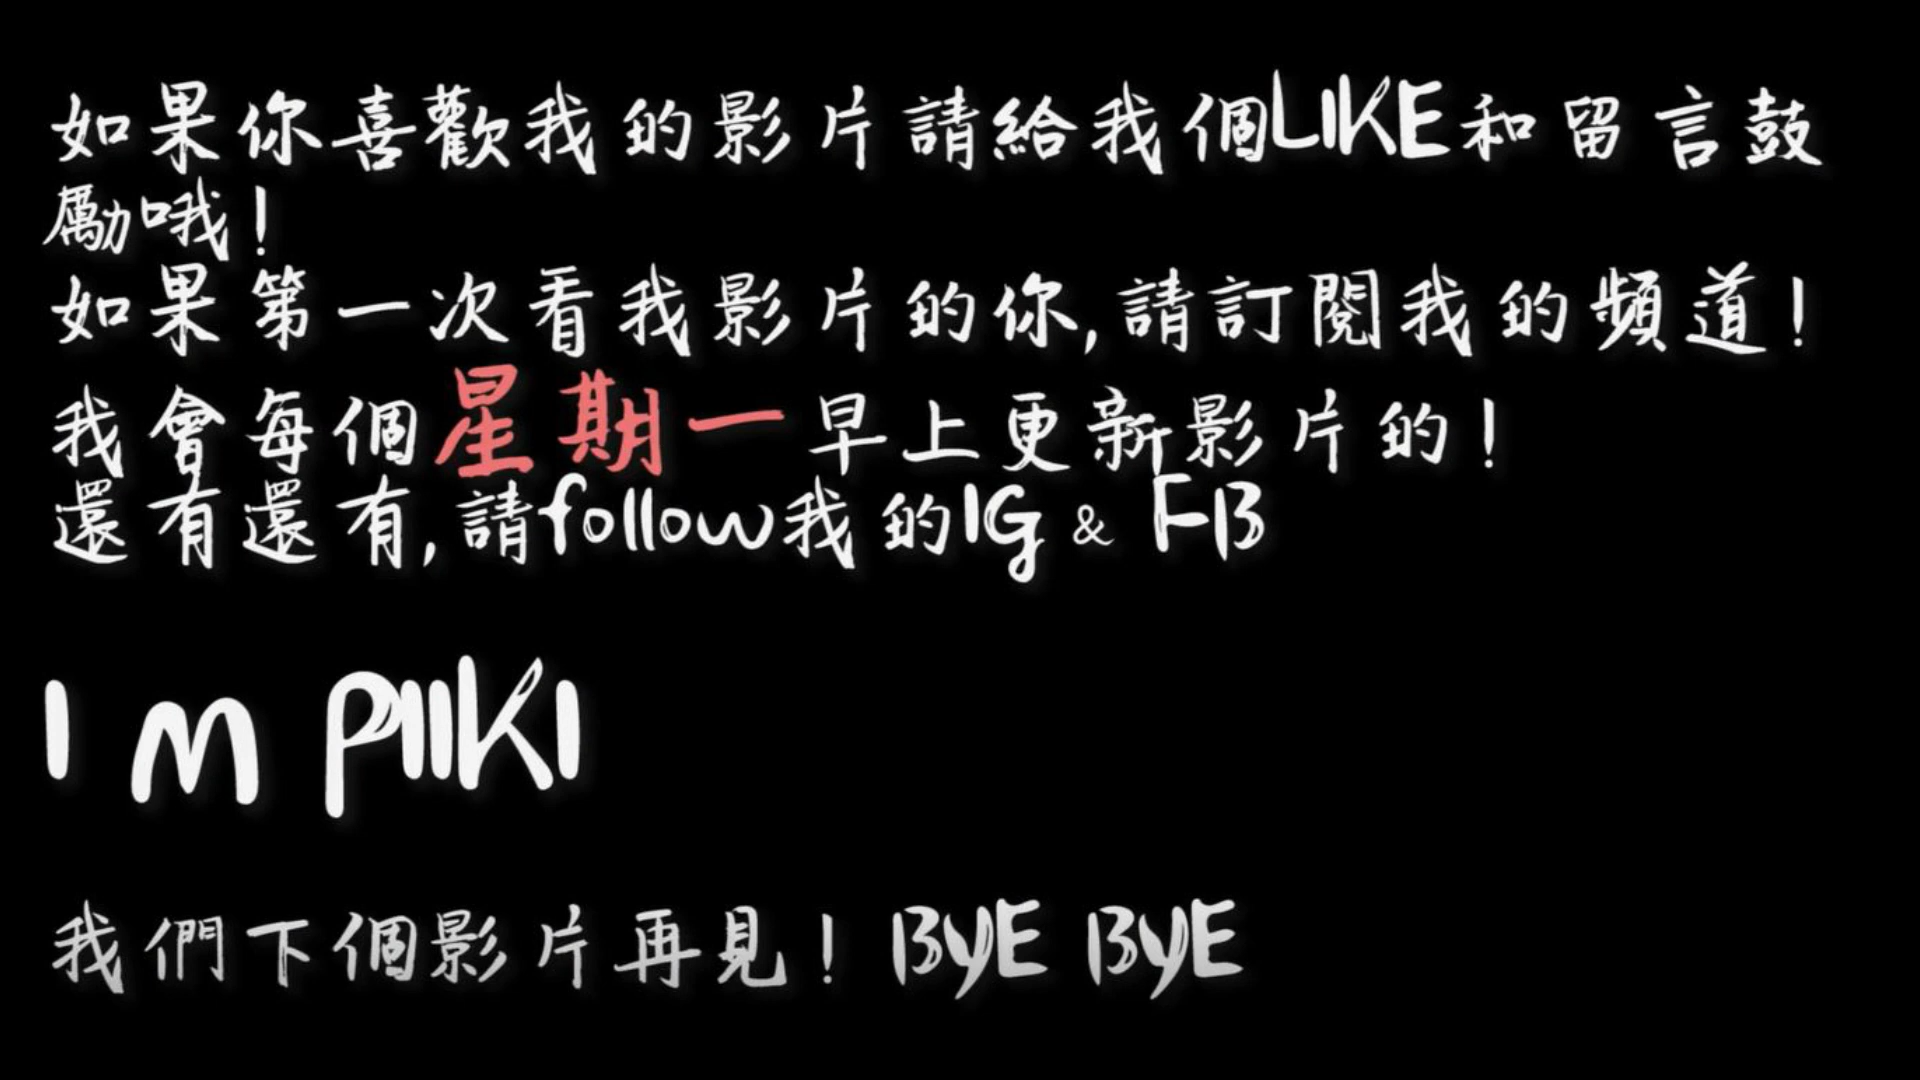 如果你喜歡我的影片請給我個LIKE和留言鼓
勵哦!
如果第一次看我影片的你,請訂閱我的頻道!
我會每個星期一早上更新影片的!
還有還有,請follow我的IG & FB
I m PIIKI
我們下個影片再見! BYE BYE